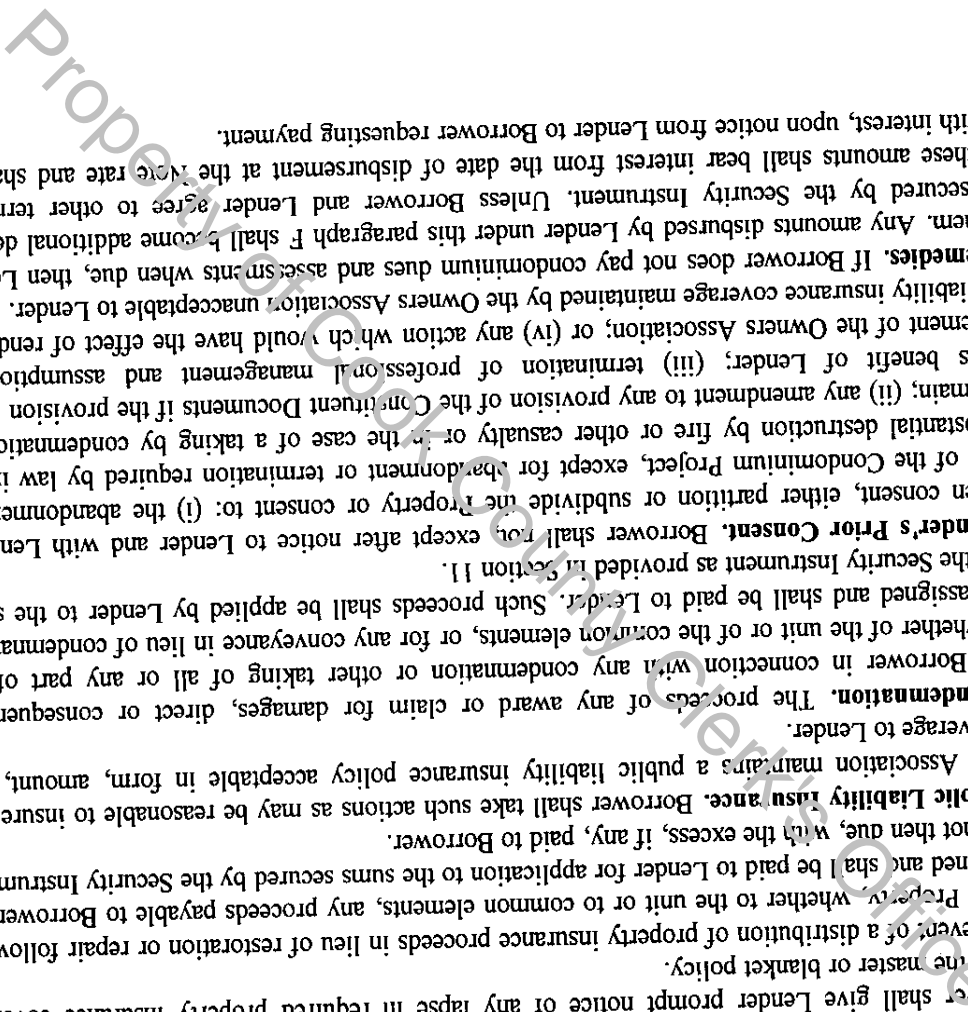 er shall give Lender prompt notice of any lapse in required property insurance cove
the master or blanket policy.
event of a distribution of property insurance proceeds in lieu of restoration or repair follow
Property, whether to the unit or to common elements, any proceeds payable to Borrower
ned and shall be paid to Lender for application to the sums secured by the Security Instrum
not then due, with the excess, if any, paid to Borrower.
blic Liability Insurance. Borrower shall take such actions as may be reasonable to insure
Association maintains a public liability insurance policy acceptable in form, amount,
verage to Lender.
ndemnation. The proceeds of any award or claim for damages, direct or consequen
Borrower in connection with any condemnation or other taking of all or any part of
hether of the unit or of the common elements, or for any conveyance in lieu of condemna
assigned and shall be paid to Lender. Such proceeds shall be applied by Lender to the s
the Security Instrument as provided in Section 11.
nder's Prior Consent. Borrower shall not, except after notice to Lender and with Len
en consent, either partition or subdivide the Property or consent to: (i) the abandonme
of the Condominium Project, except for abandonment or termination required by law i
bstantial destruction by fire or other casualty or in the case of a taking by condemnatio
main; (ii) any amendment to any provision of the Constituent Documents if the provision
s benefit of Lender; (iii) termination of professional management and assumptio
ement of the Owners Association; or (iv) any action which would have the effect of rend
iability insurance coverage maintained by the Owners Association unacceptable to Lender.
medies. If Borrower does not pay condominium dues and assessments when due, then L
em. Any amounts disbursed by Lender under this paragraph F shall become additional de
secured by the Security Instrument. Unless Borrower and Lender agree to other ter
hese amounts shall bear interest from the date of disbursement at the Note rate and sha
ith interest, upon notice from Lender to Borrower requesting payment.
Property of Cook County Clerk's Office